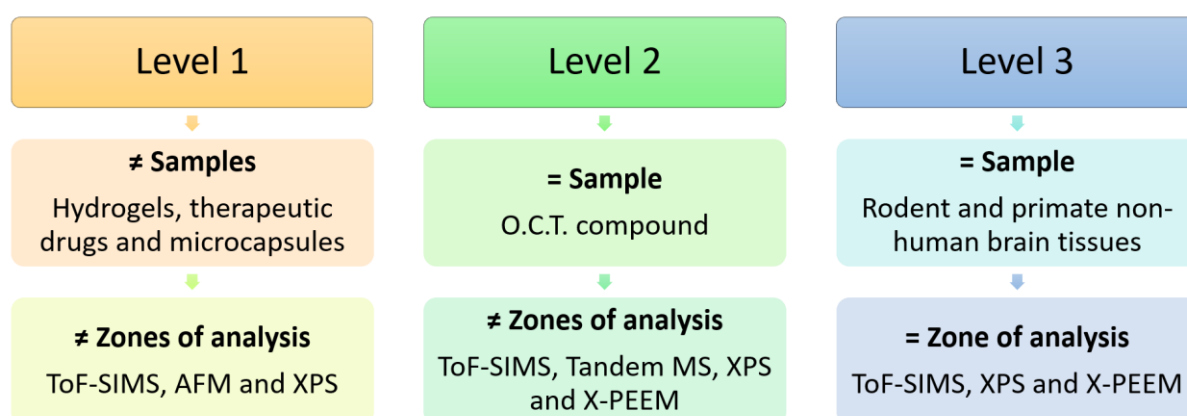 Level 1
≠ Samples
Hydrogels, therapeutic
drugs and microcapsules
≠ Zones of analysis
ToF-SIMS, AFM and XPS
Level 2
= Sample
O.C.T. compound
≠ Zones of analysis
ToF-SIMS, Tandem MS, XPS
and X-PEEM
Level 3
= Sample
Rodent and primate non-
human brain tissues
= Zone of analysis
ToF-SIMS, XPS and X-PEEM